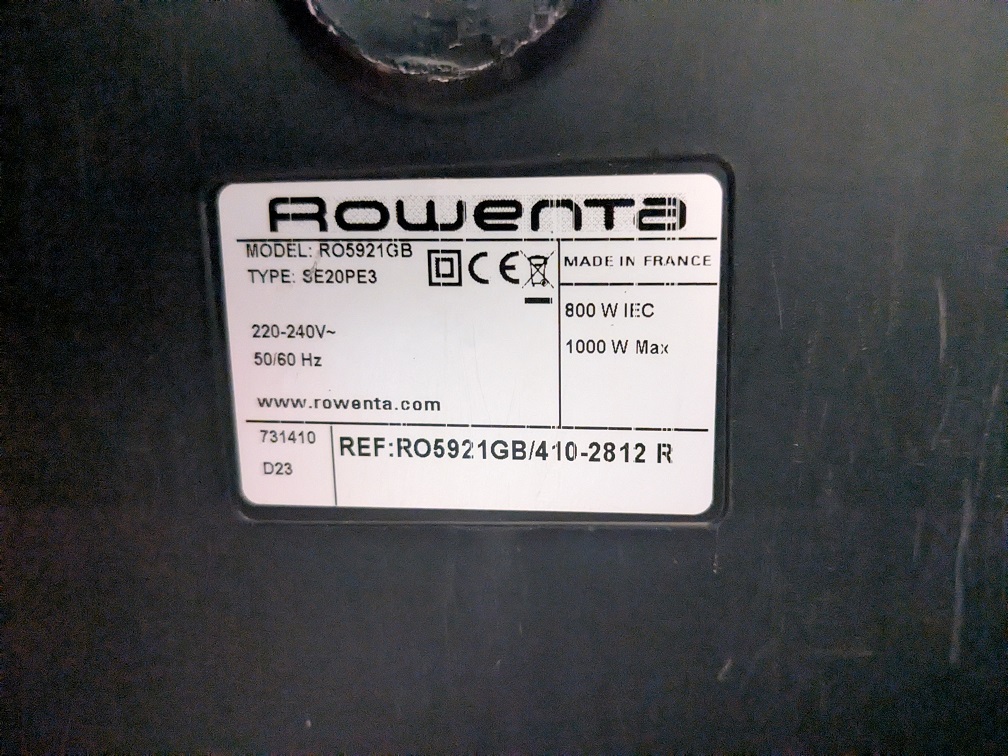 Rowenta
MODEL: RO5921GB
TYPE: SE20PE3
CE
MADE IN FRANCE
220-240V~
50/60 Hz
800 W IEC
1000 W Max
www.rowenta.com
731410
D23
REF:RO5921GB/410-2812 R